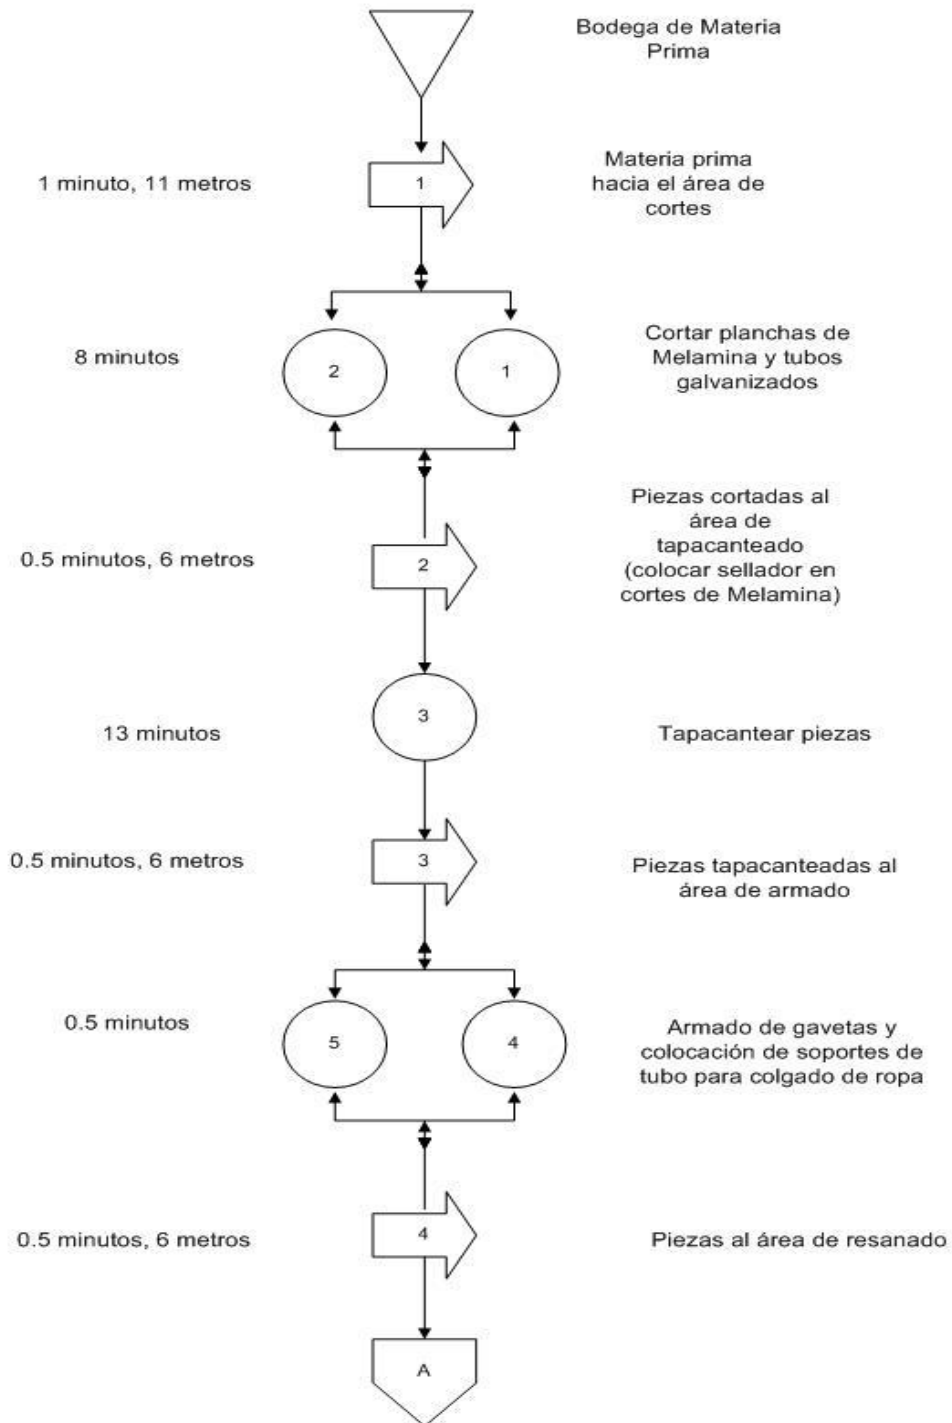 Bodega de Materia
Prima
1 minuto, 11 metros
1
Materia prima
hacia el área de
cortes
8 minutos
2
1
Cortar planchas de
Melamina y tubos
galvanizados
0.5 minutos, 6 metros
2
Piezas cortadas al
área de
tapacanteado
(colocar sellador en
cortes de Melamina)
13 minutos
3
Tapacantear piezas
0.5 minutos, 6 metros
3
Piezas tapacanteadas al
área de armado
0.5 minutos
5
4
Armado de gavetas y
colocación de soportes de
tubo para colgado de ropa
0.5 minutos, 6 metros
4
Piezas al área de resanado
A